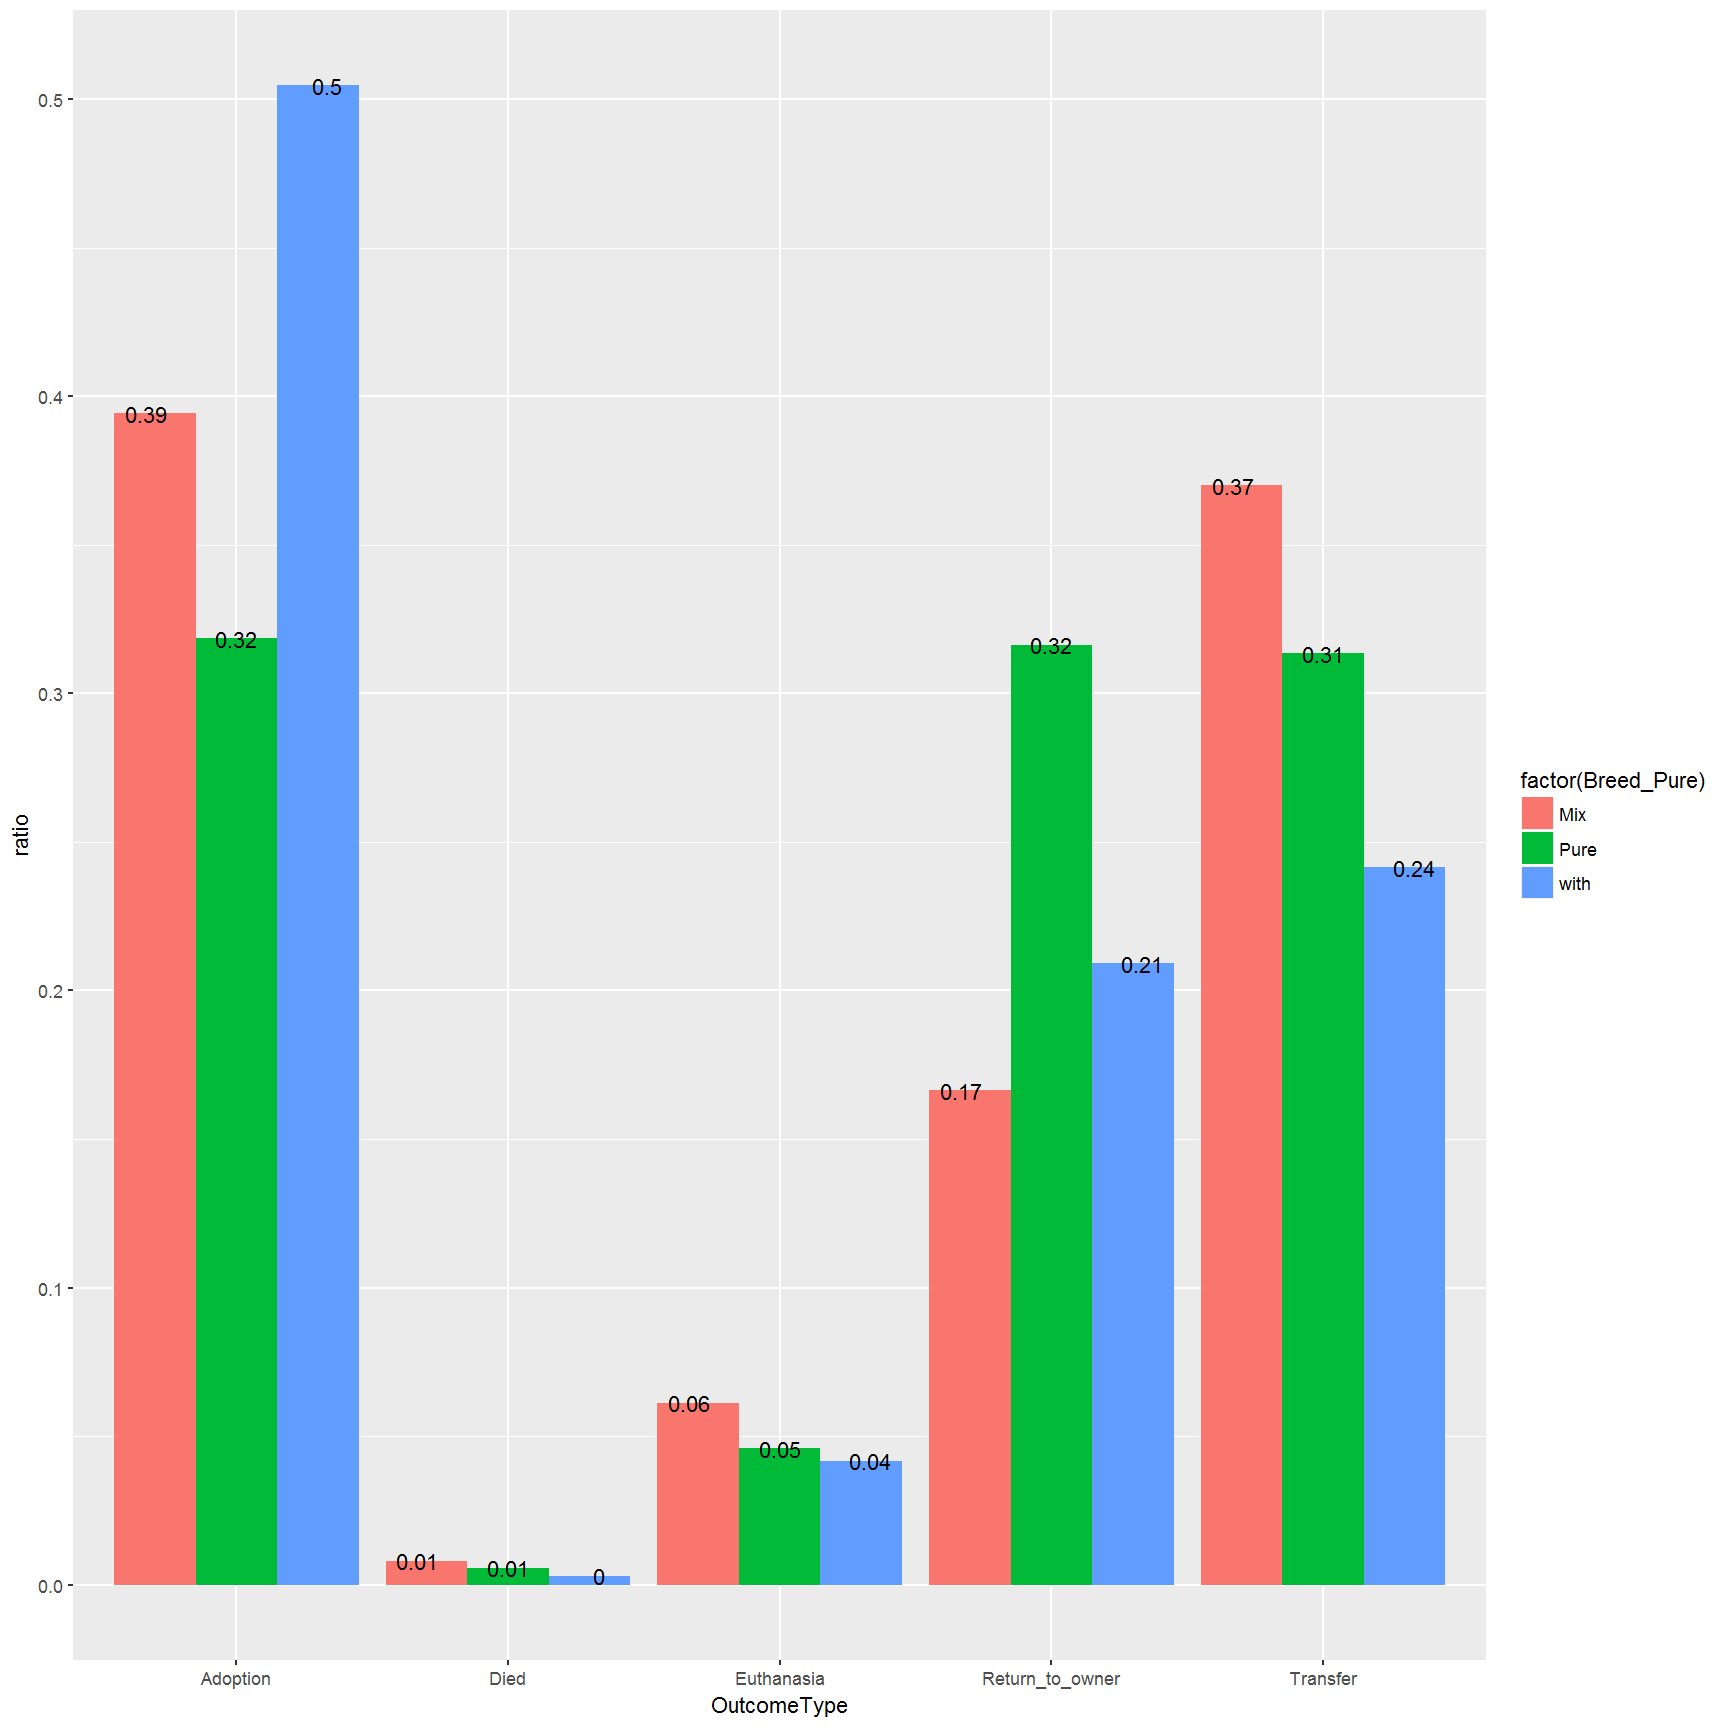 0.5
0.4
0.3
0.2
0.1
0.0
ratio
0.39
0.32
0.5
0.01
0.01
0
0.06
0.05
0.04
0.17
0.32
0.21
0.37
0.31
0.24
Adoption
Died
Euthanasia
Return_to_owner
Transfer
OutcomeType
factor(Breed_Pure)
Mix
Pure
with